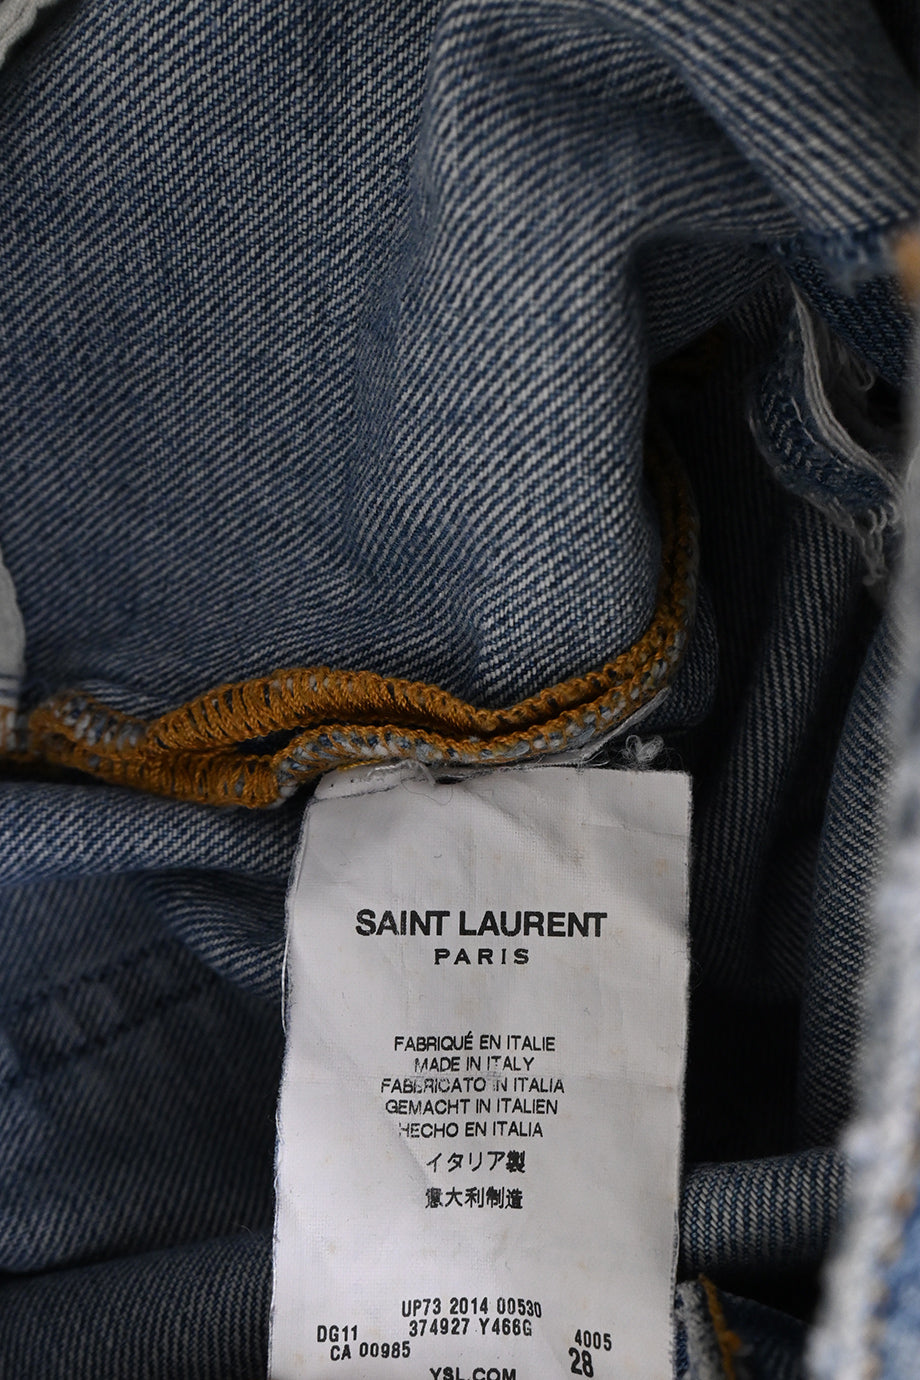 SAINT LAURENT
PARIS
FABRIQUÉ EN ITALIE
MADE IN ITALY
FABBRICATO IN ITALIA
GEMACHT IN ITALIEN
HECHO EN ITALIA
イタリア製
意大利制造
UP73 2014 00530
DG11 374927 Y466G 4005
CA 00985 28
YSL.COM